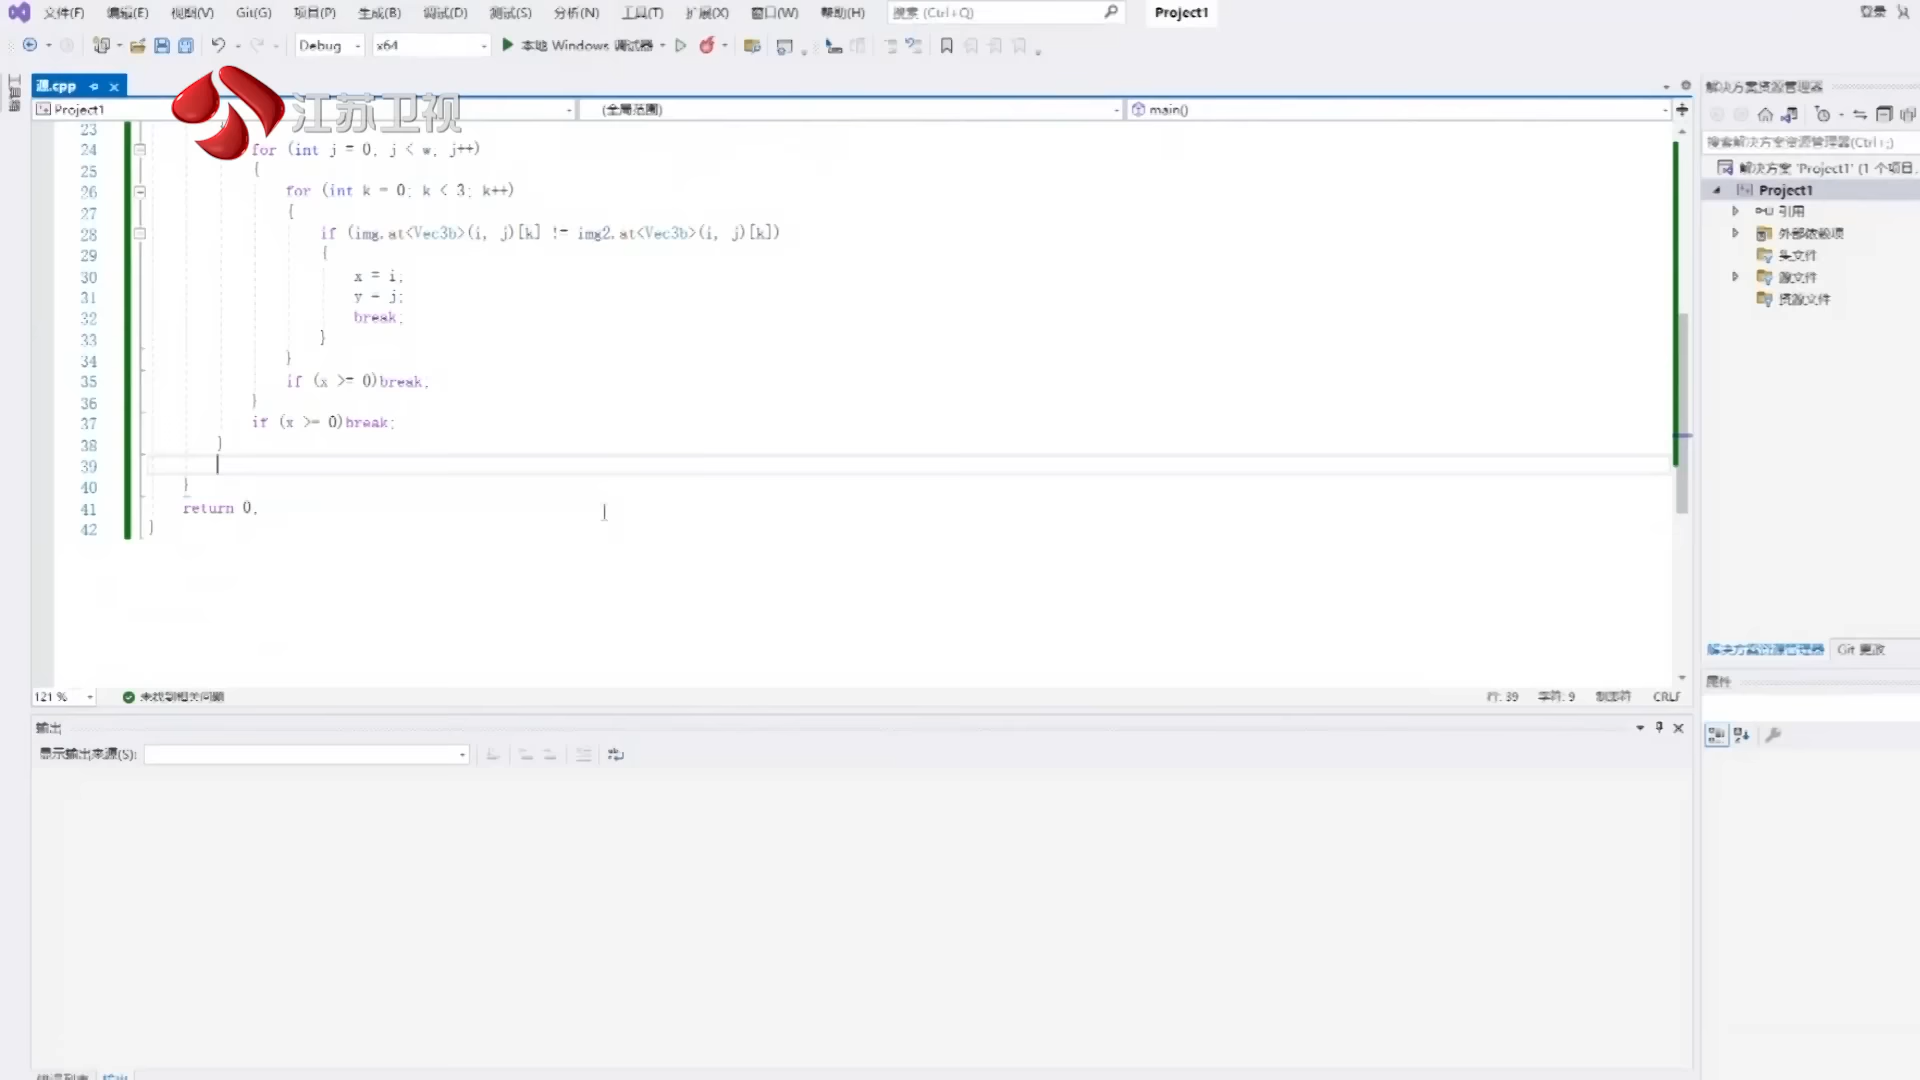 文件(F) 编辑(E) 视图(V) Git(G) 项目(P) 生成(B) 调试(D) 测试(S) 分析(N) 工具(T) 扩展(X) 窗口(W) 帮助(H) 搜索 (Ctrl+Q) Project1 登录
Debug x64 本地 Windows 调试器
工具箱
源.cpp
江苏卫视
Project1 (全局范围) main()
23
24 for (int j = 0; j < w; j++)
25 {
26 for (int k = 0; k < 3; k++)
27 {
28 if (img.at<Vec3b>(i, j)[k] != img2.at<Vec3b>(i, j)[k])
29 {
30 x = i;
31 y = j;
32 break;
33 }
34 }
35 if (x >= 0)break;
36 }
37 if (x >= 0)break;
38 }
39
40 }
41 return 0;
42 }
121 % 未找到相关问题 行: 39 字符: 9 制表符 CRLF
输出
显示输出来源(S):
错误列表 输出
解决方案资源管理器
搜索解决方案资源管理器(Ctrl+;)
解决方案 'Project1' (1 个项目,
Project1
引用
外部依赖项
头文件
源文件
资源文件
解决方案资源管理器 Git 更改
属性